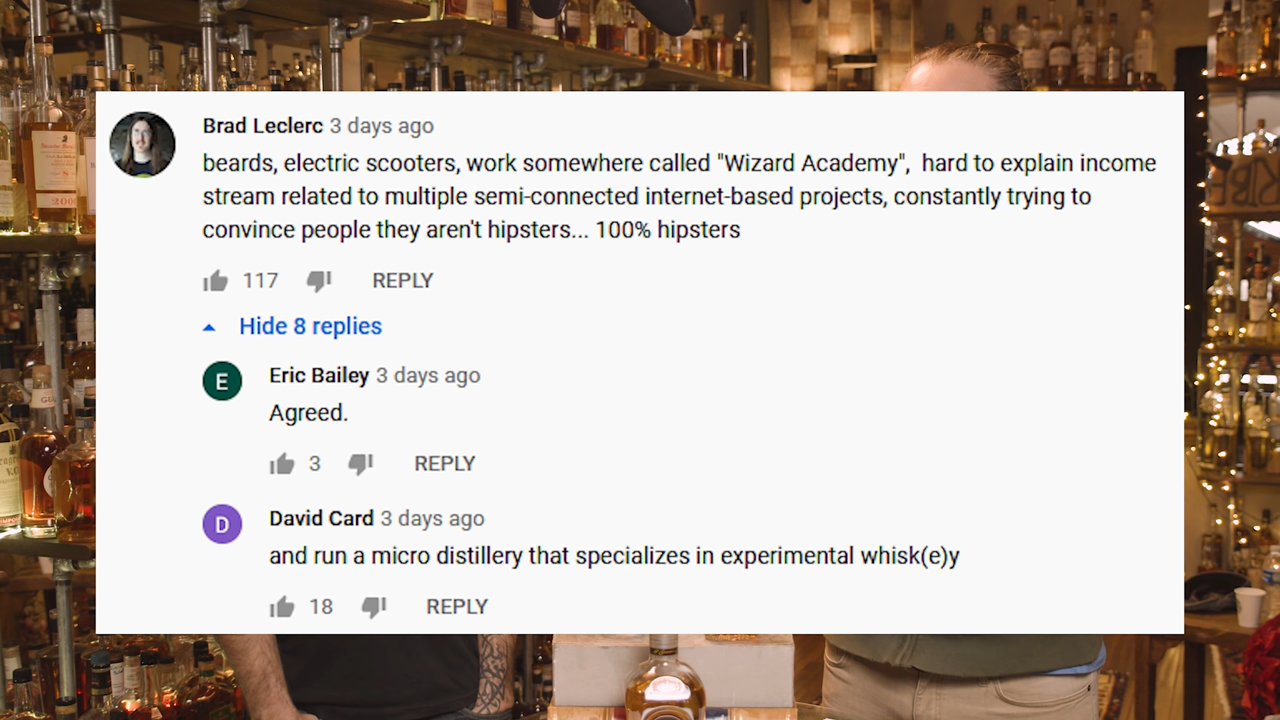 Brad Leclerc 3 days ago
beards, electric scooters, work somewhere called "Wizard Academy",  hard to explain income
stream related to multiple semi-connected internet-based projects, constantly trying to
convince people they aren't hipsters... 100% hipsters
117 REPLY
Hide 8 replies
E
Eric Bailey 3 days ago
Agreed.
3 REPLY
D
David Card 3 days ago
and run a micro distillery that specializes in experimental whisk(e)y
18 REPLY